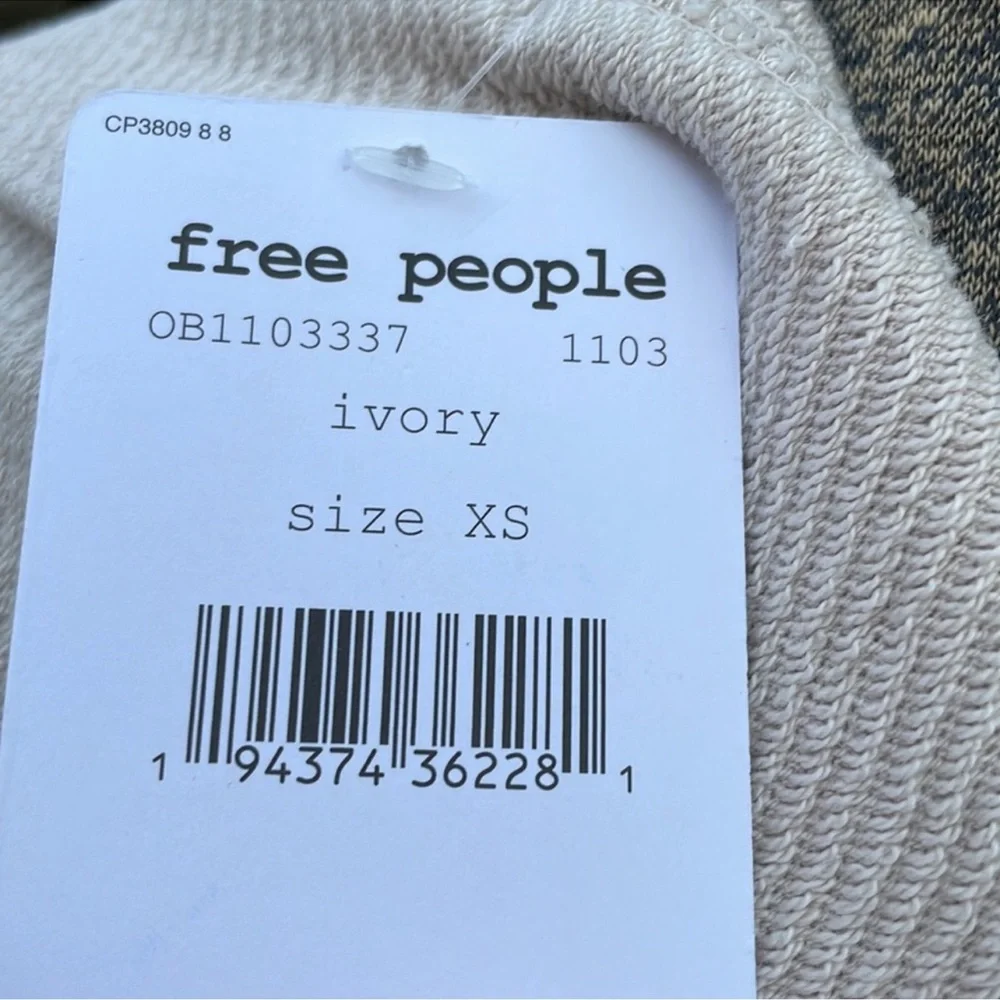 CP3809 8 8
free people
OB1103337 1103
ivory
size XS
1 94374 36228 1